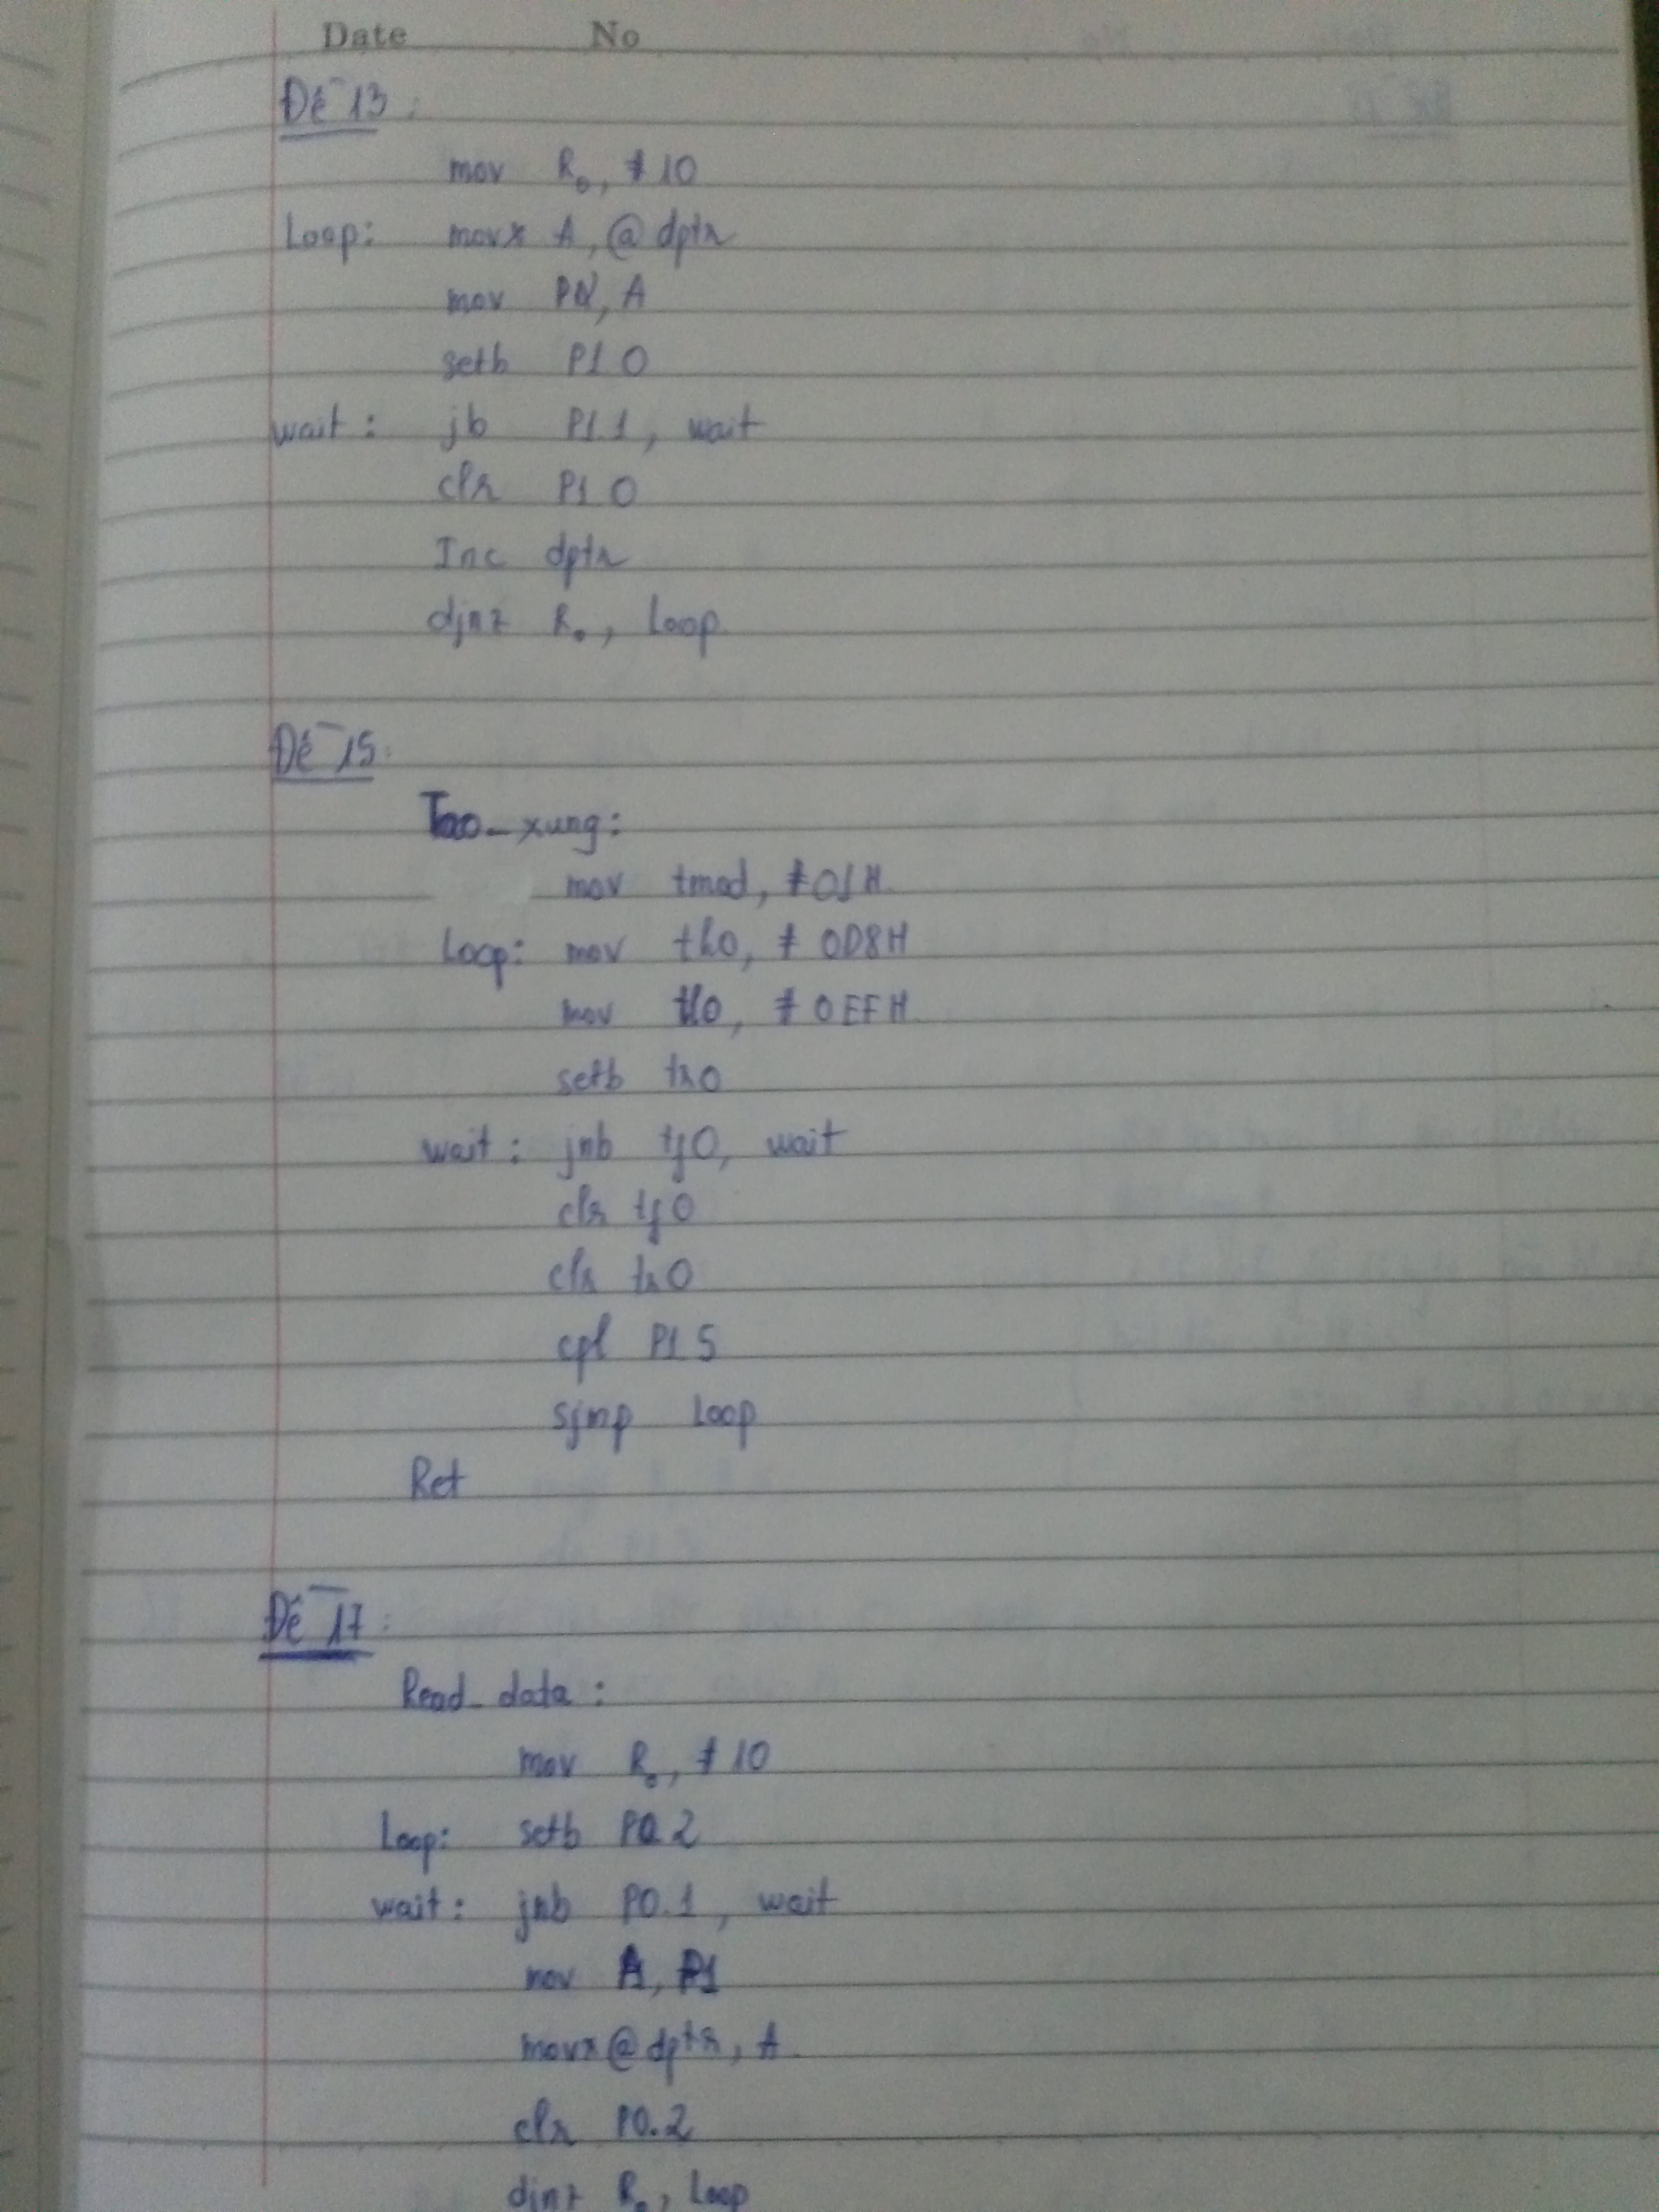 Date No
Đề 13:
mov R0, #10
Loop: movx A, @dptr
mov P0, A
setb P1.0
wait: jb P1.1, wait
clr P1.0
Inc dptr
djnz R0, Loop
Đề 15:
Tao_xung:
mov tmod, #01H
Loop: mov th0, #0D8H
mov tl0, #0EFH
setb tr0
wait: jnb tf0, wait
clr tf0
clr tr0
cpl P1.5
sjmp Loop
Ret
Đề 17:
Read_data:
mov R0, #10
Loop: setb P0.2
wait: jnb P0.1, wait
mov A, P1
movx @dptr, A
clr P0.2
djnz R0, Loop